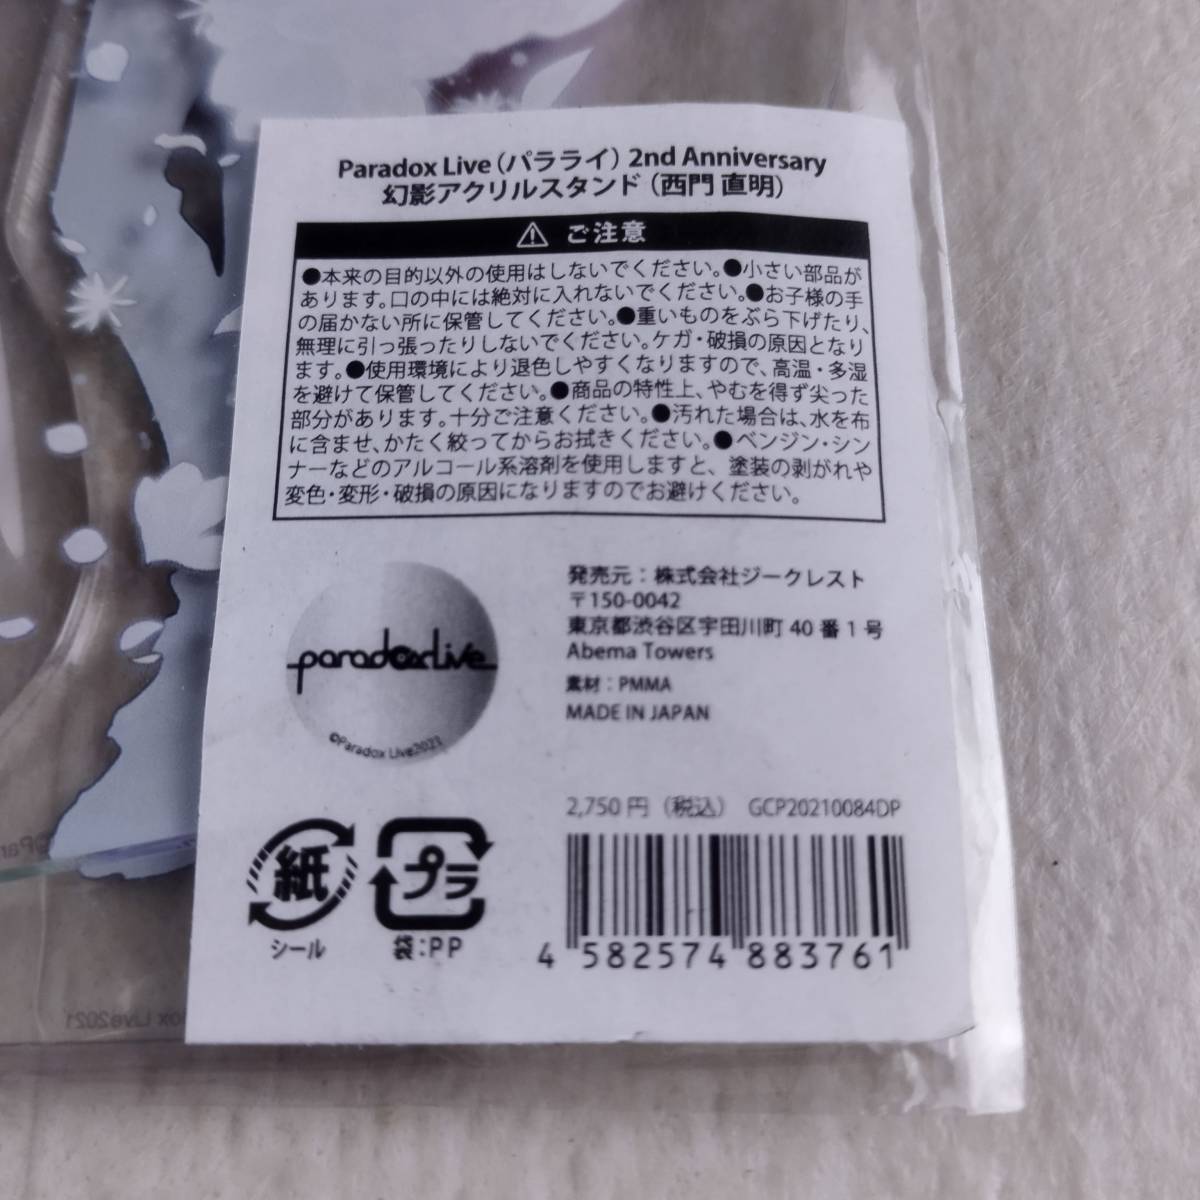 Paradox Live（パラライ）2nd Anniversary
幻影アクリルスタンド（西門 直明）
ご注意
●本来の目的以外の使用はしないでください。●小さい部品が
あります。口の中には絶対に入れないでください。●お子様の手
の届かない所に保管してください。●重いものをぶら下げたり、
無理に引っ張ったりしないでください。ケガ・破損の原因となり
ます。●使用環境により退色しやすくなりますので、高温・多湿
を避けて保管してください。●商品の特性上、やむを得ず尖った
部分があります。十分ご注意ください。●汚れた場合は、水を布
に含ませ、かたく絞ってからお拭きください。●ベンジン・シン
ナーなどのアルコール系溶剤を使用しますと、塗装の剥がれや
変色・変形・破損の原因になりますのでお避けください。
paradoxlive
©Paradox Live2021
発売元：株式会社ジークレスト
〒150-0042
東京都渋谷区宇田川町 40 番 1 号
Abema Towers
素材：PMMA
MADE IN JAPAN
2,750 円（税込） GCP20210084DP
紙
シール
プラ
袋：PP
4 582574 883761
©Par
ox Live2021